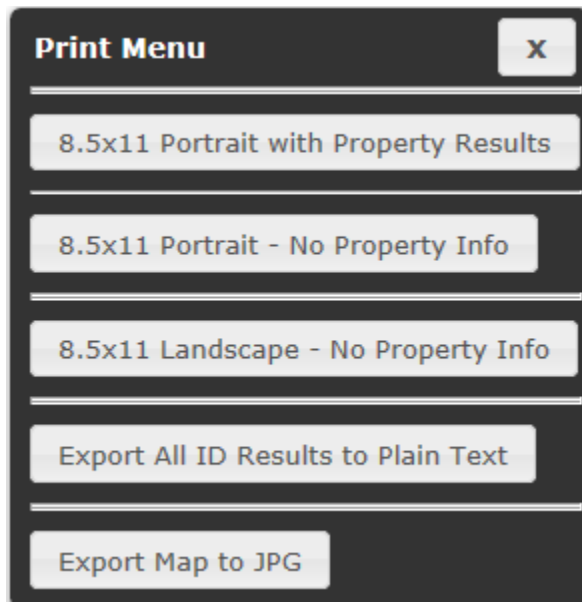 Print Menu
x
8.5x11 Portrait with Property Results
8.5x11 Portrait - No Property Info
8.5x11 Landscape - No Property Info
Export All ID Results to Plain Text
Export Map to JPG